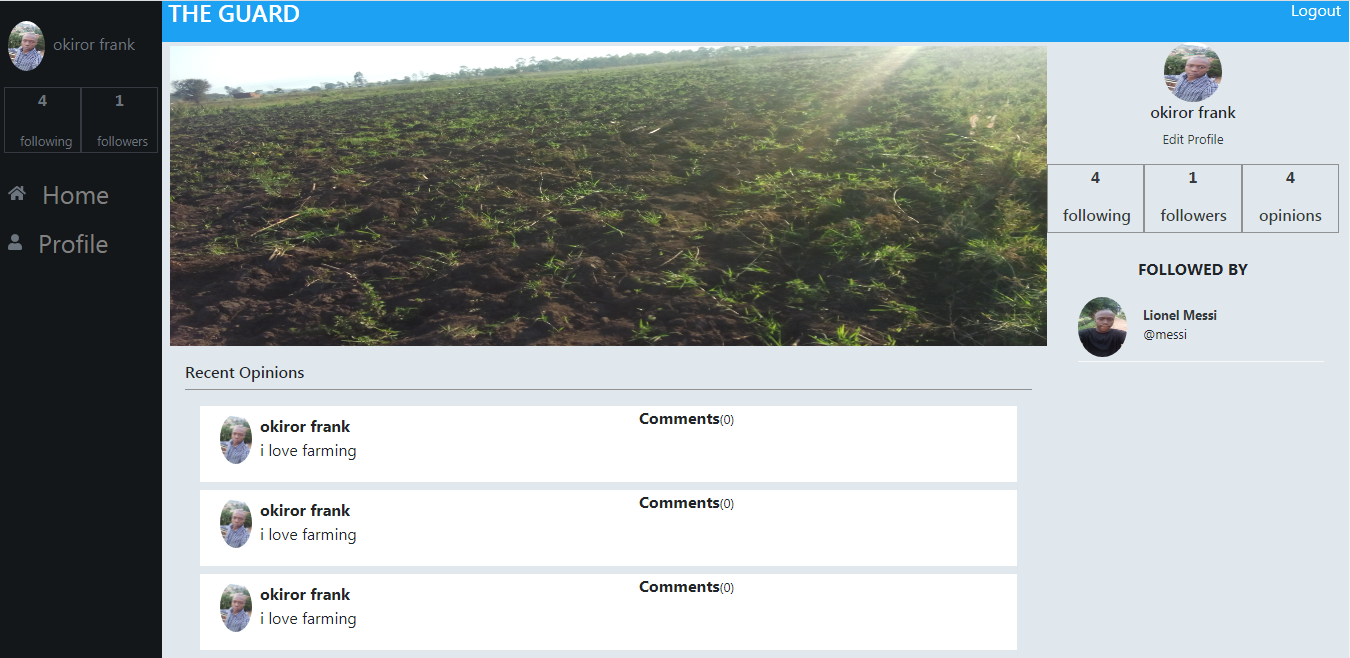 THE GUARD
Logout
okiror frank
4
following
1
followers
Home
Profile
okiror frank
Edit Profile
4
following
1
followers
4
opinions
FOLLOWED BY
Lionel Messi
@messi
Recent Opinions
okiror frank
i love farming
Comments(0)
okiror frank
i love farming
Comments(0)
okiror frank
i love farming
Comments(0)